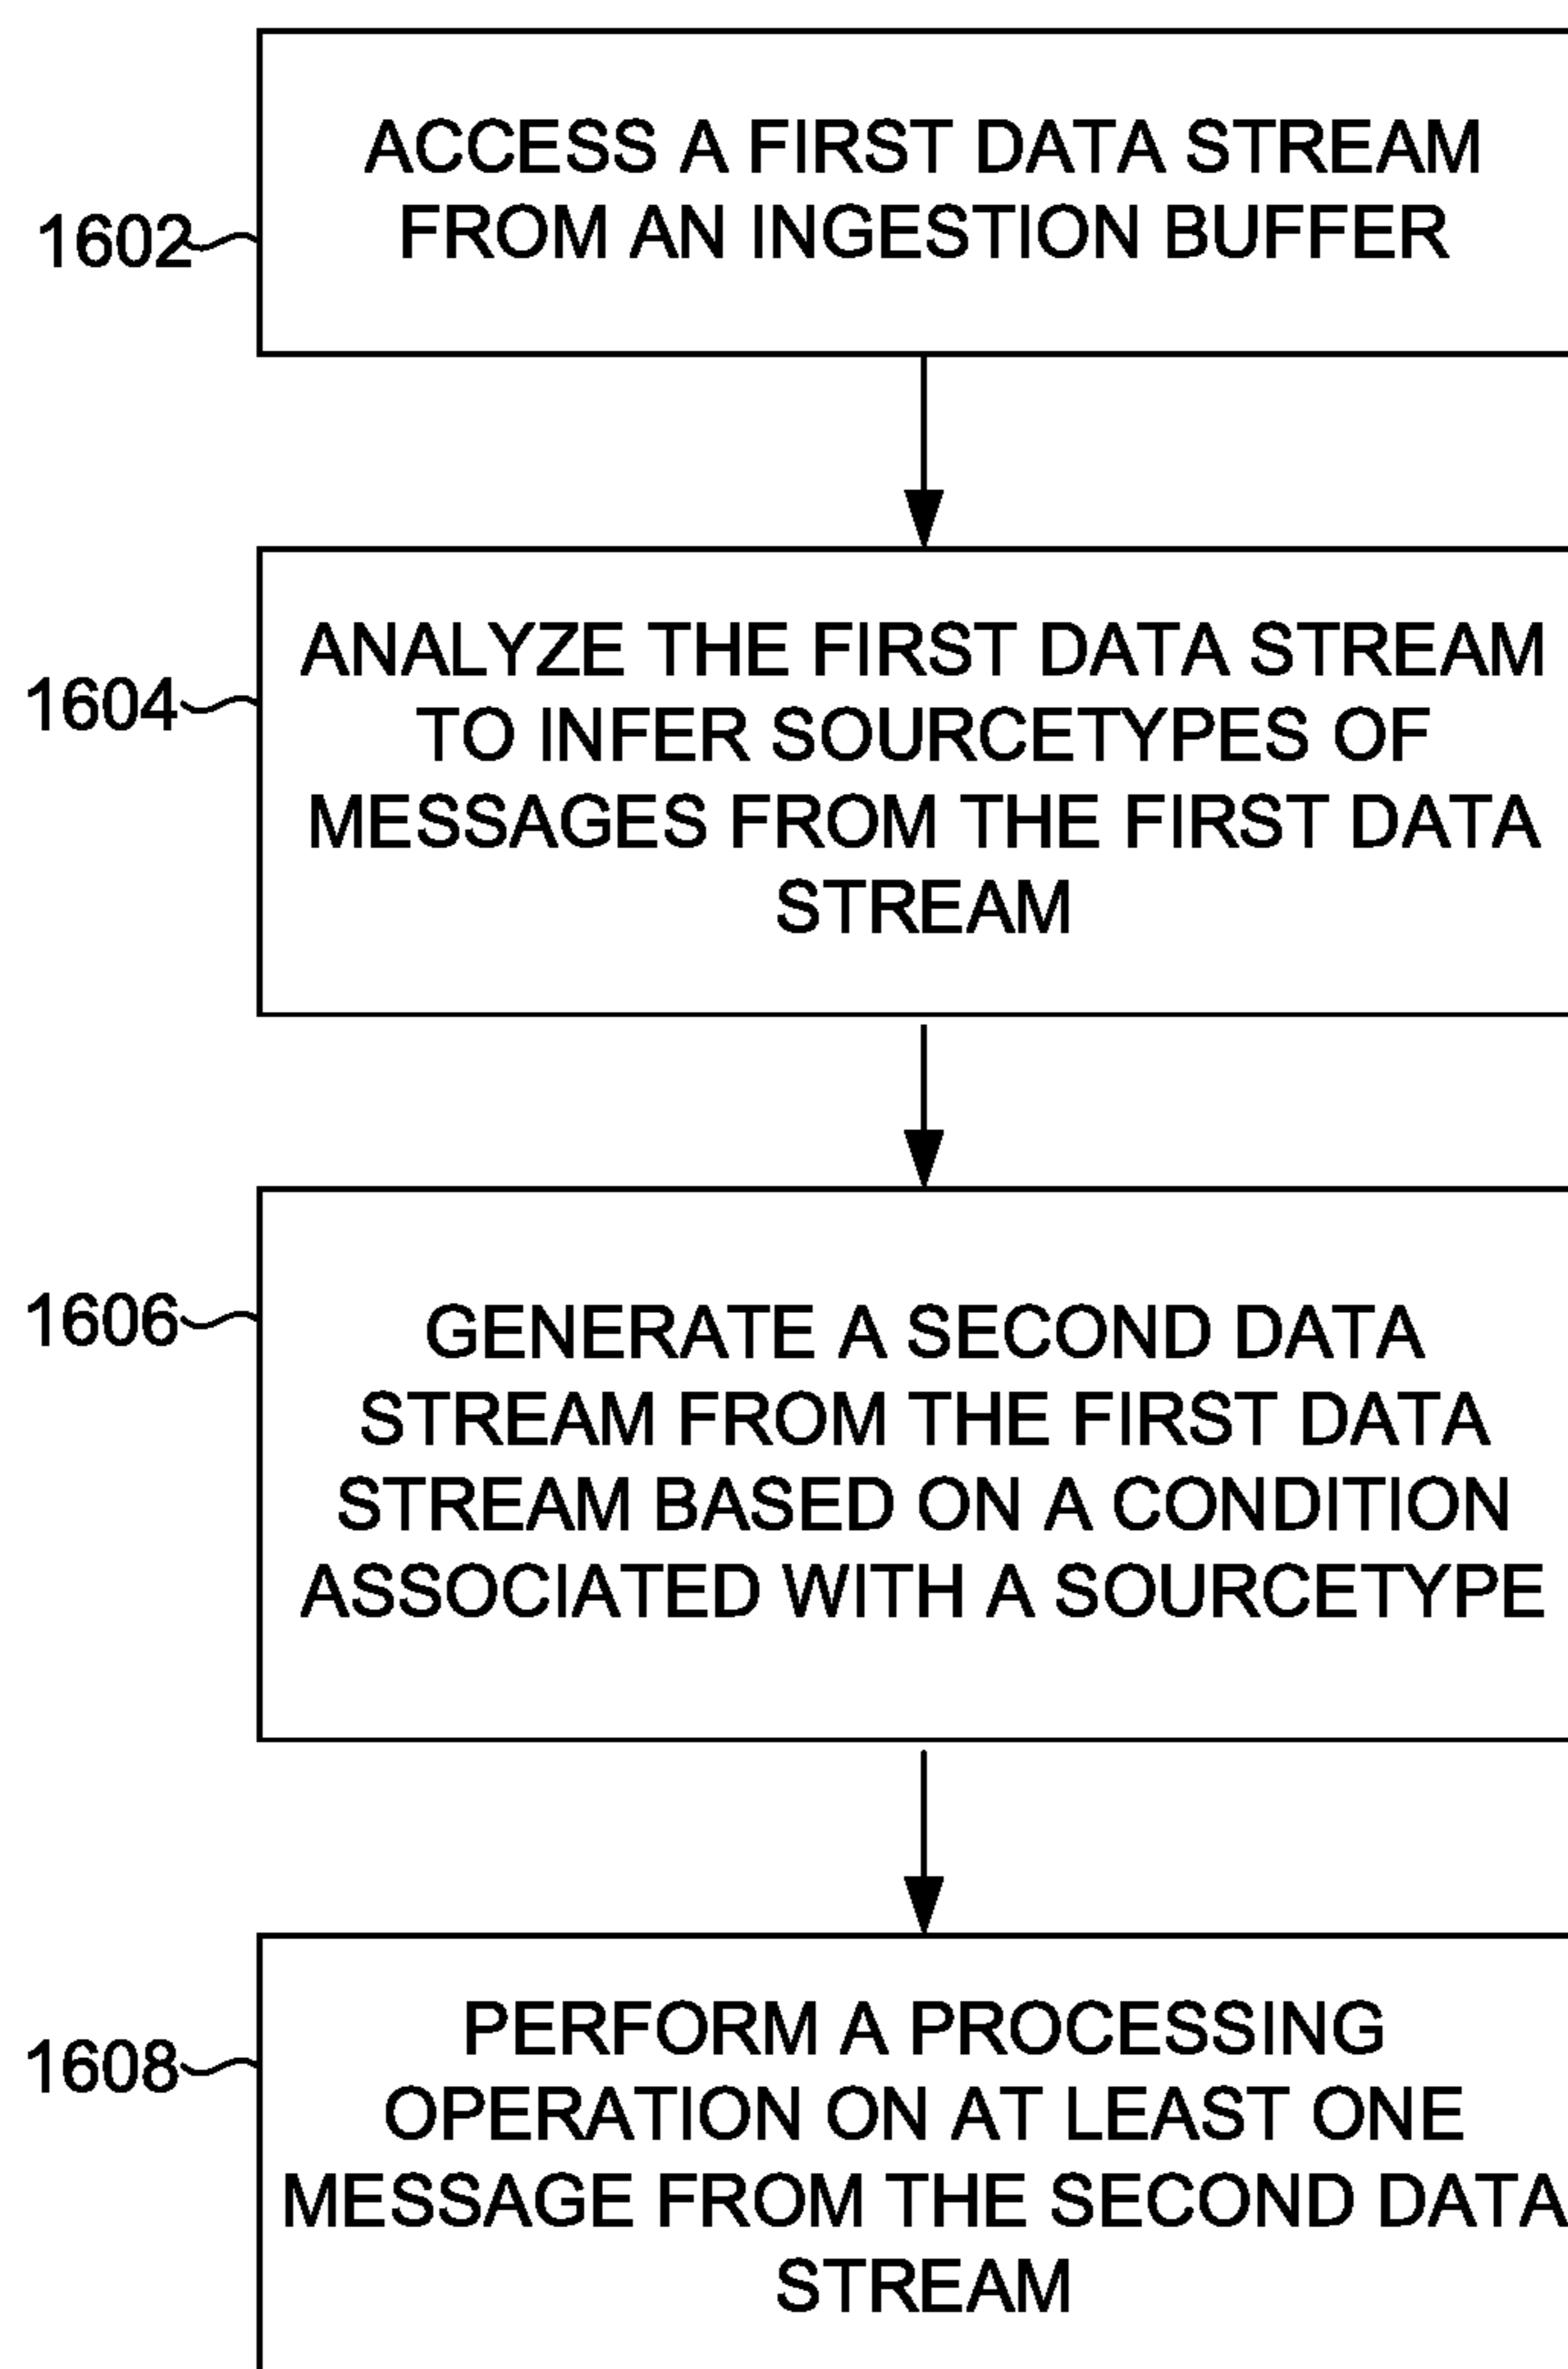 ACCESS A FIRST DATA STREAM
FROM AN INGESTION BUFFER
1602
ANALYZE THE FIRST DATA STREAM
TO INFER SOURCETYPES OF
MESSAGES FROM THE FIRST DATA
STREAM
1604
GENERATE A SECOND DATA
STREAM FROM THE FIRST DATA
STREAM BASED ON A CONDITION
ASSOCIATED WITH A SOURCETYPE
1606
PERFORM A PROCESSING
OPERATION ON AT LEAST ONE
MESSAGE FROM THE SECOND DATA
STREAM
1608